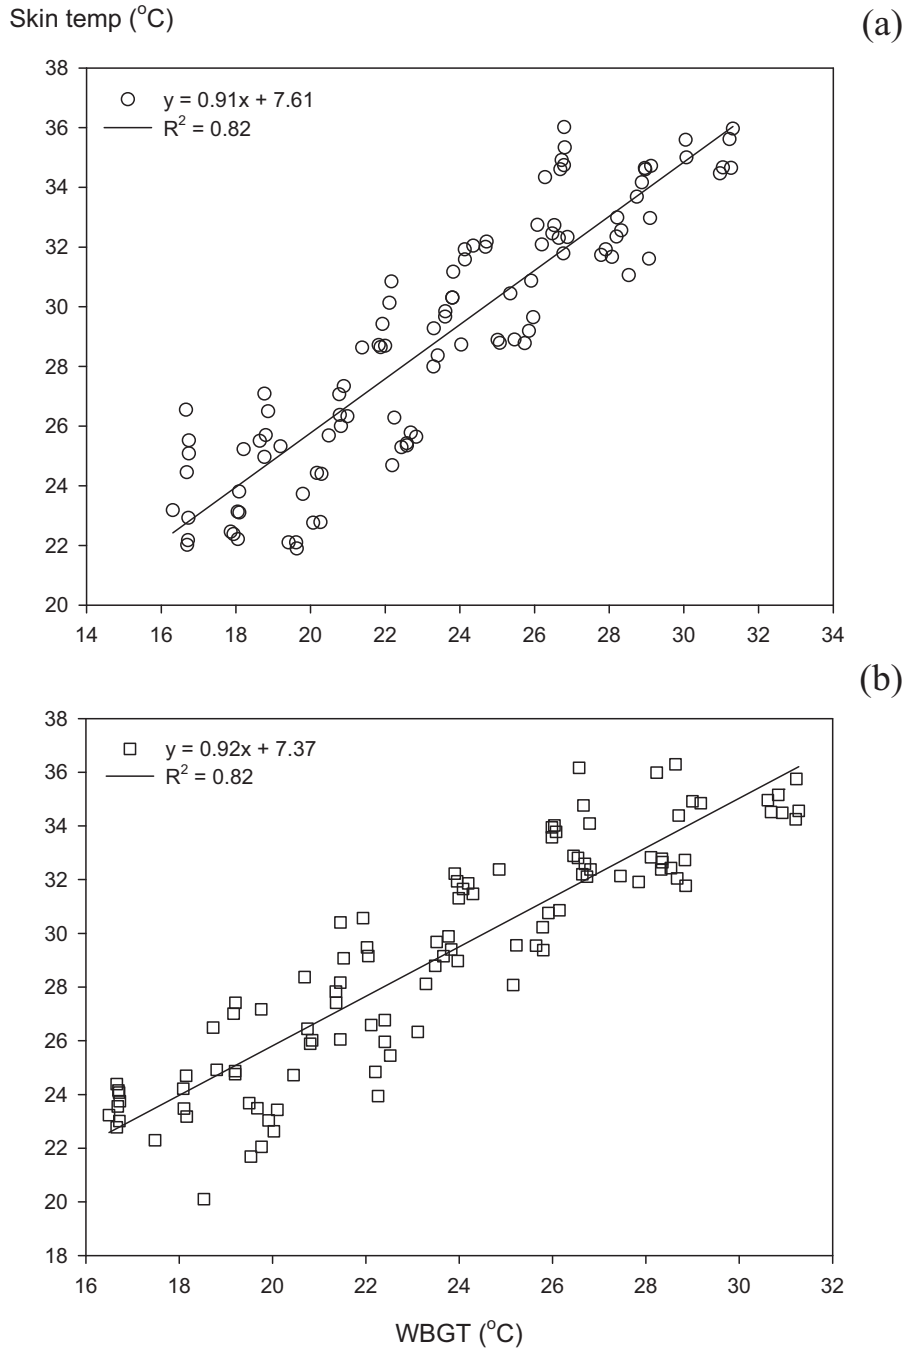 Skin temp (°C)
(a)
38
y = 0.91x + 7.61
36
R² = 0.82
34
32
30
28
26
24
22
20
14 16 18 20 22 24 26 28 30 32 34
(b)
38
y = 0.92x + 7.37
36
R² = 0.82
34
32
30
28
26
24
22
20
18
16 18 20 22 24 26 28 30 32
WBGT (°C)